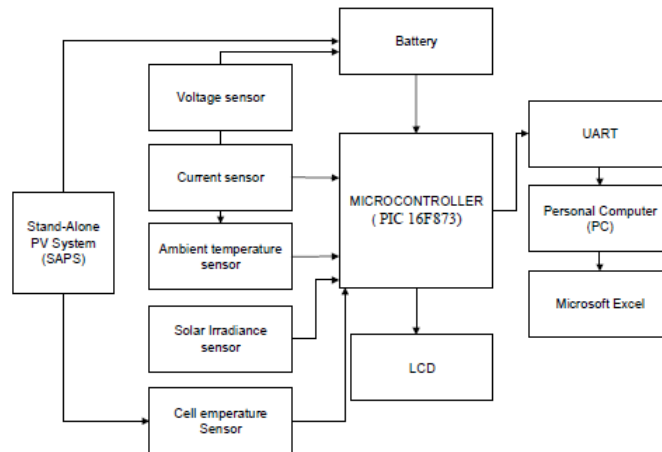 Battery
Voltage sensor
UART
Current sensor
MICROCONTROLLER
( PIC 16F873)
Stand-Alone
PV System
(SAPS)
Personal Computer
(PC)
Ambient temperature
sensor
Microsoft Excel
Solar Irradiance
sensor
LCD
Cell emperature
Sensor